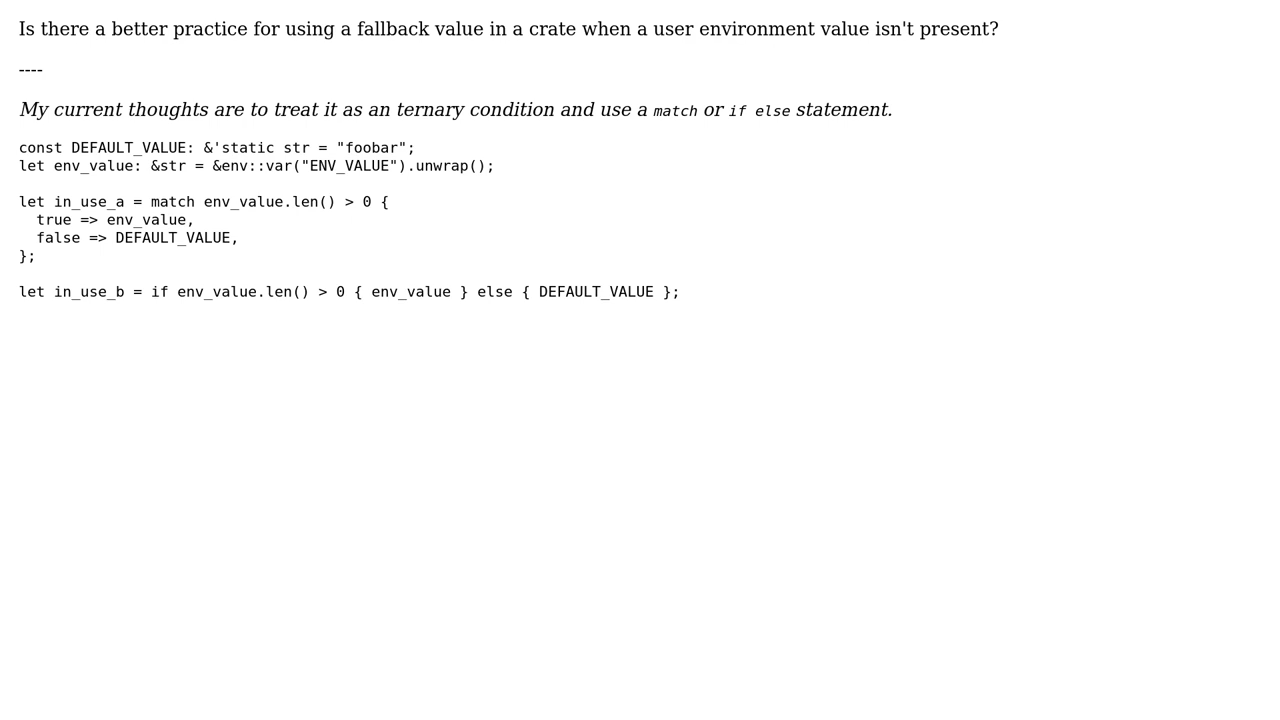 Is there a better practice for using a fallback value in a crate when a user environment value isn't present?
----
My current thoughts are to treat it as an ternary condition and use a match or if else statement.
const DEFAULT_VALUE: &'static str = "foobar";
let env_value: &str = &env::var("ENV_VALUE").unwrap();
let in_use_a = match env_value.len() > 0 {
  true => env_value,
  false => DEFAULT_VALUE,
};
let in_use_b = if env_value.len() > 0 { env_value } else { DEFAULT_VALUE };